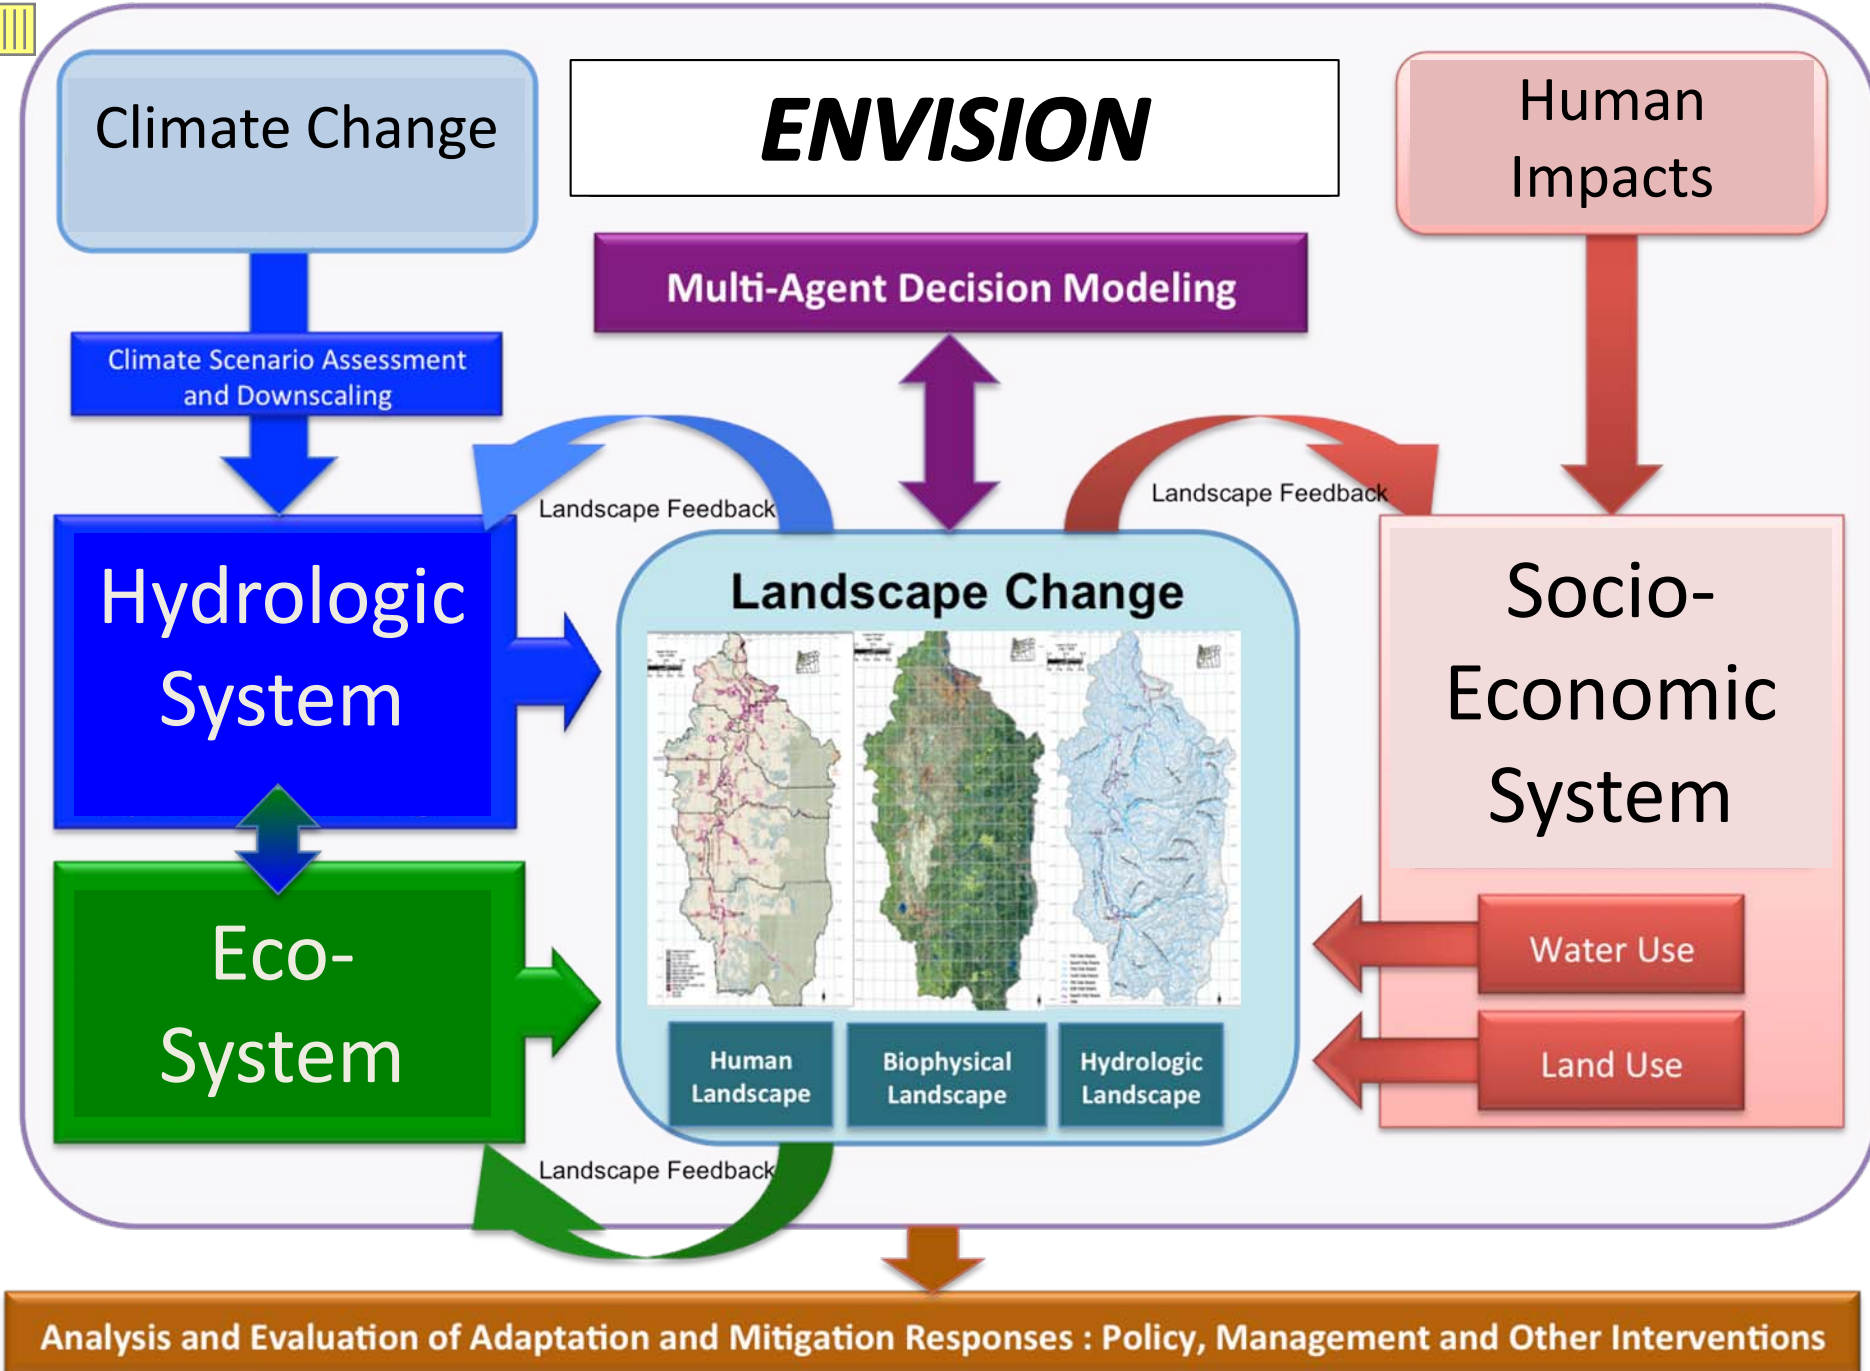 Climate Change
ENVISION
Human
Impacts
Multi-Agent Decision Modeling
Climate Scenario Assessment
and Downscaling
Landscape Feedback
Landscape Feedback
Hydrologic
System
Landscape Change
Socio-
Economic
System
Eco-
System
Water Use
Land Use
Human
Landscape
Biophysical
Landscape
Hydrologic
Landscape
Landscape Feedback
Analysis and Evaluation of Adaptation and Mitigation Responses : Policy, Management and Other Interventions